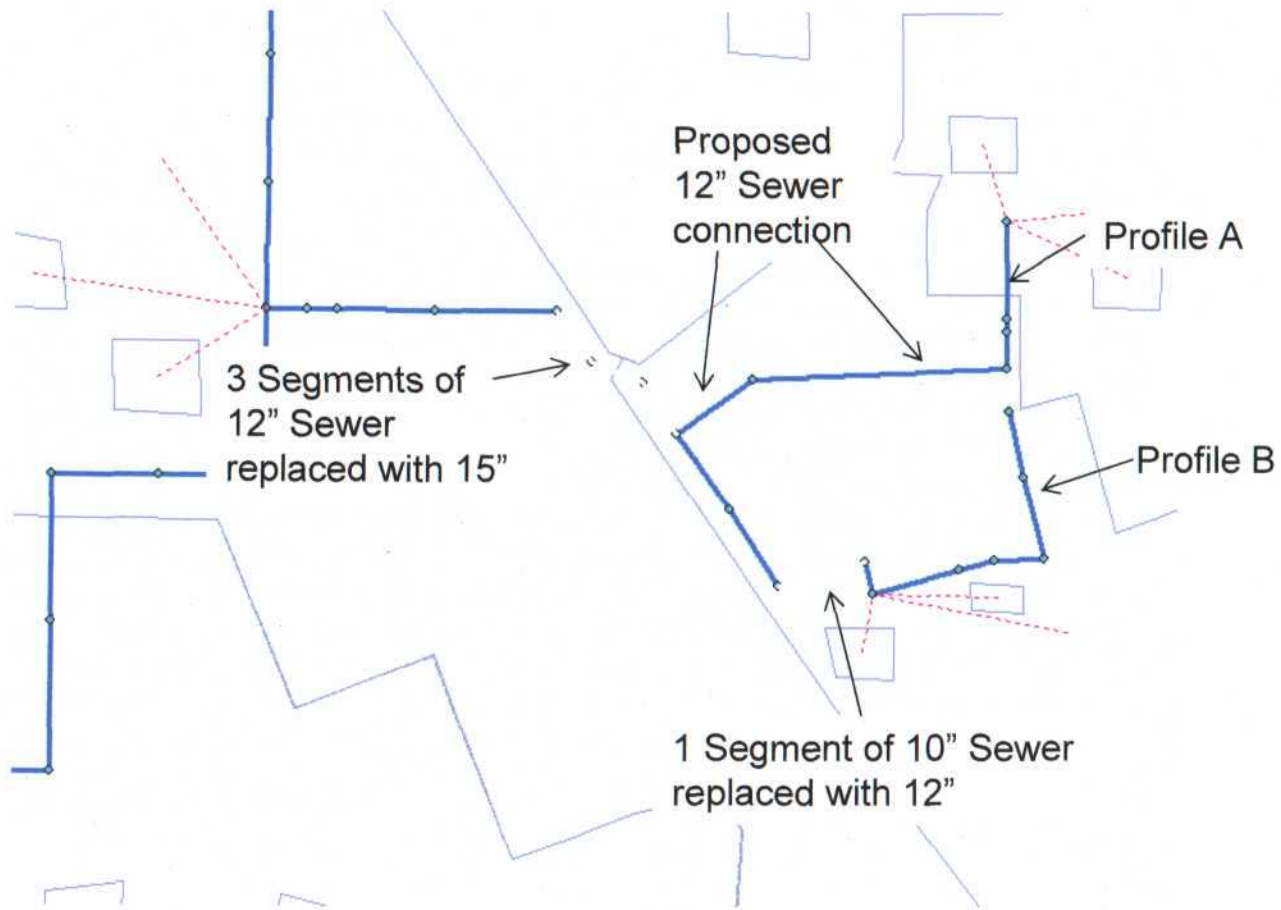 Proposed
12” Sewer
connection
Profile A
3 Segments of
12” Sewer
replaced with 15”
Profile B
1 Segment of 10” Sewer
replaced with 12”